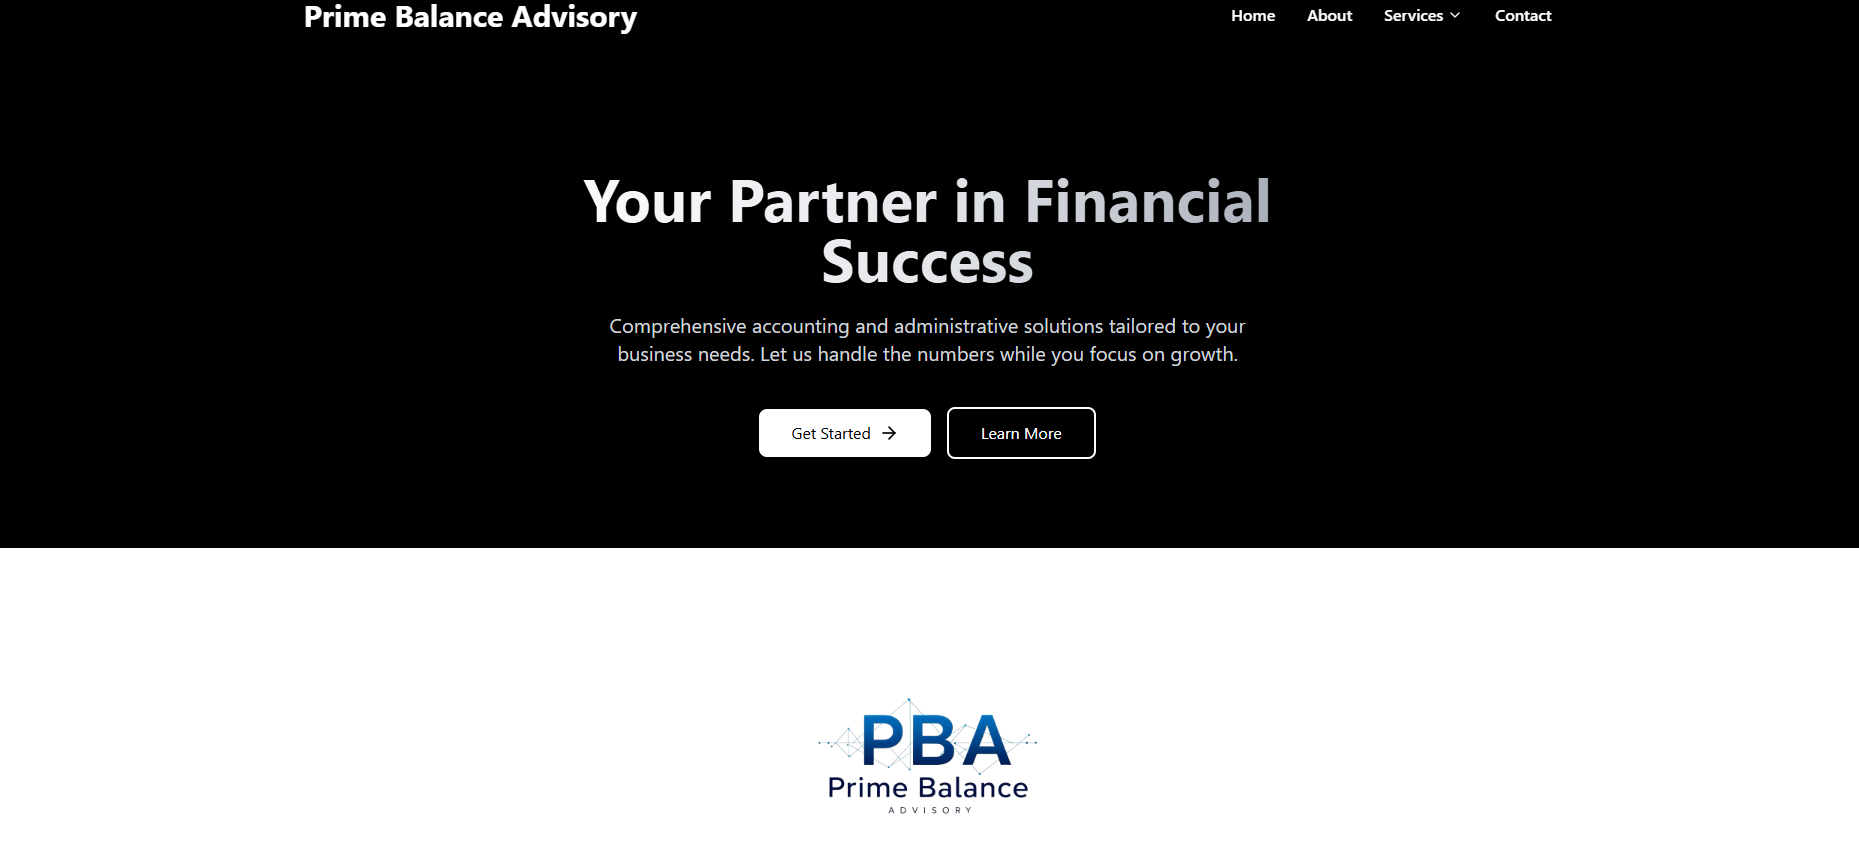 Prime Balance Advisory
Home
About
Services
Contact
Your Partner in Financial
Success
Comprehensive accounting and administrative solutions tailored to your
business needs. Let us handle the numbers while you focus on growth.
Get Started
Learn More
PBA
Prime Balance
ADVISORY